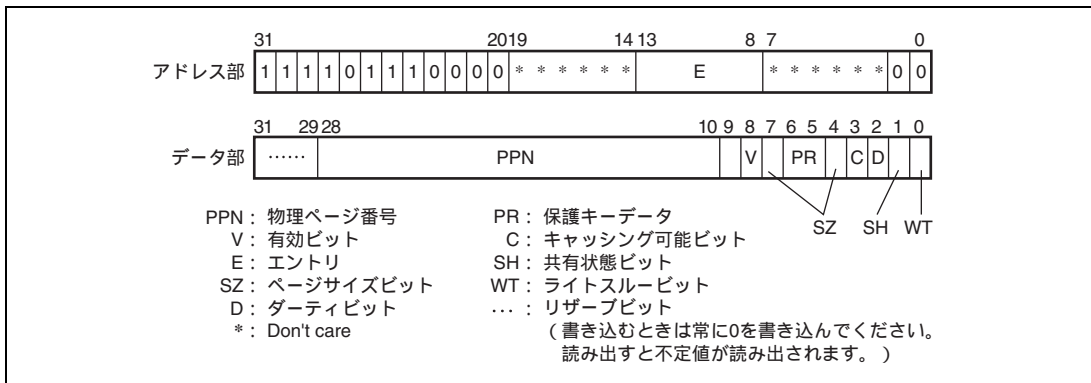 31 20 19 14 13 8 7 0
アドレス部 1 1 1 1 0 1 1 1 0 0 0 0 * * * * * * E * * * * * * 0 0
31 29 28 10 9 8 7 6 5 4 3 2 1 0
データ部 ...... PPN V PR C D
SZ SH WT
PPN : 物理ページ番号
V : 有効ビット
E : エントリ
SZ : ページサイズビット
D : ダーティビット
* : Don't care
PR : 保護キーデータ
C : キャッシング可能ビット
SH : 共有状態ビット
WT : ライトスルービット
... : リザーブビット
(書き込むときは常に0を書き込んでください。
読み出すと不定値が読み出されます。)